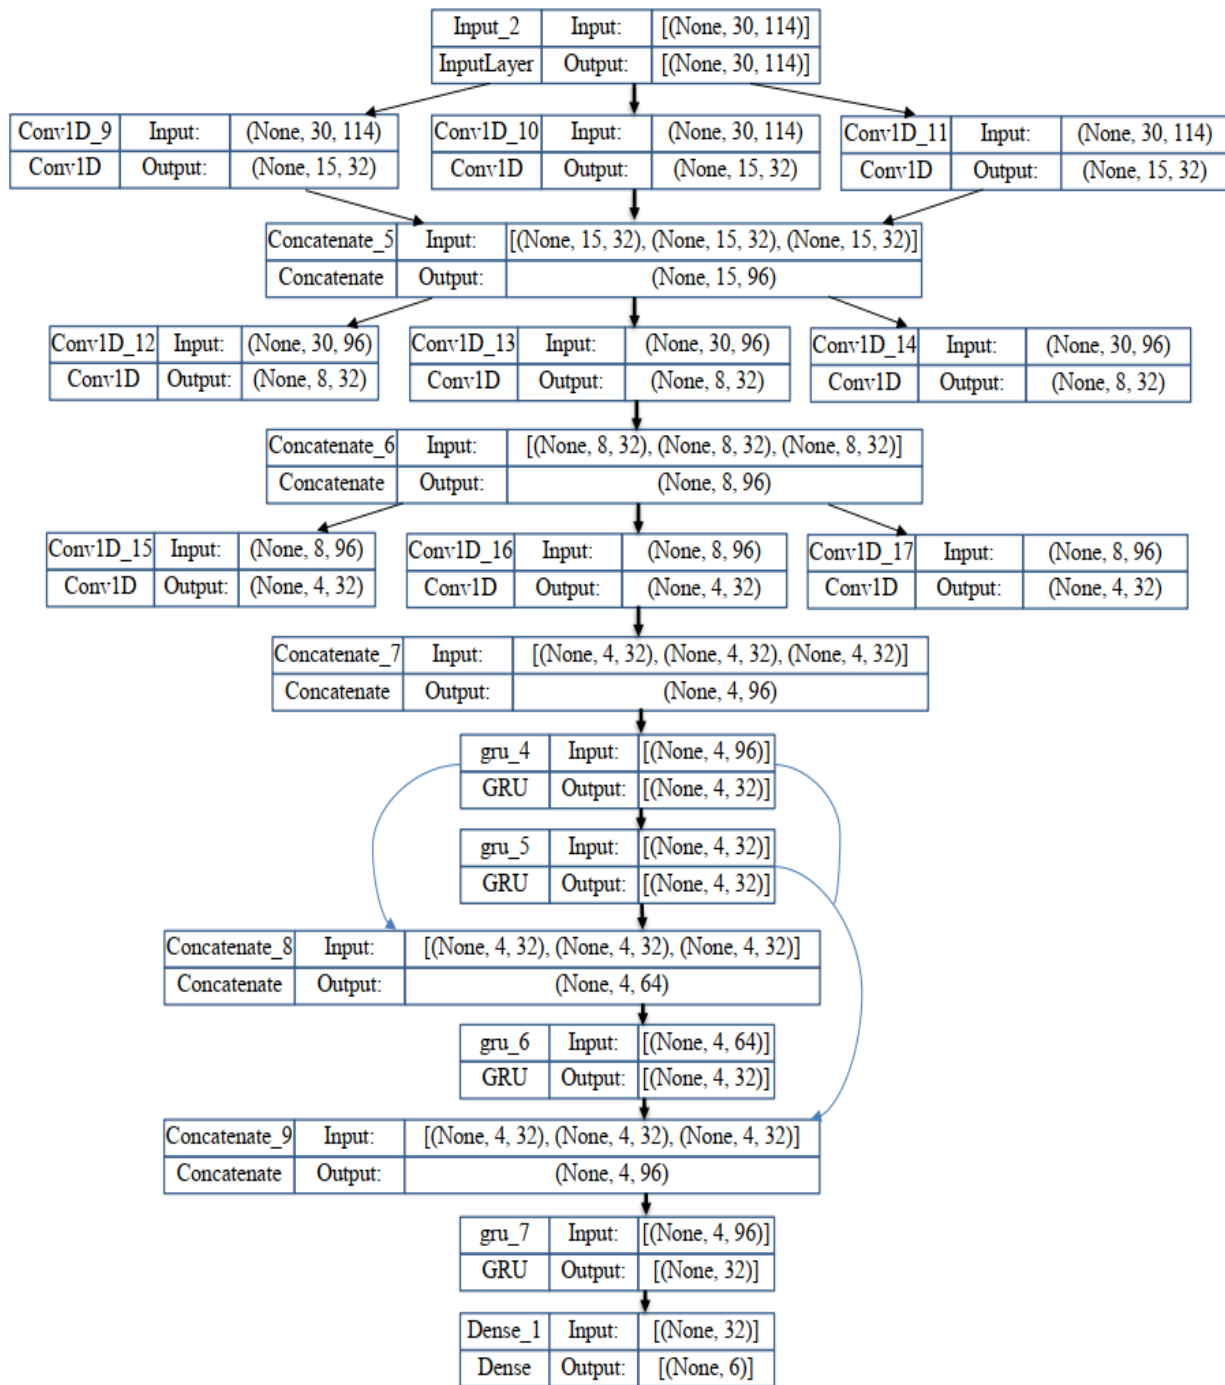 Input_2 Input: [(None, 30, 114)]
InputLayer Output: [(None, 30, 114)]
Conv1D_9 Input: (None, 30, 114)
Conv1D Output: (None, 15, 32)
Conv1D_10 Input: (None, 30, 114)
Conv1D Output: (None, 15, 32)
Conv1D_11 Input: (None, 30, 114)
Conv1D Output: (None, 15, 32)
Concatenate_5 Input: [(None, 15, 32), (None, 15, 32), (None, 15, 32)]
Concatenate Output: (None, 15, 96)
Conv1D_12 Input: (None, 30, 96)
Conv1D Output: (None, 8, 32)
Conv1D_13 Input: (None, 30, 96)
Conv1D Output: (None, 8, 32)
Conv1D_14 Input: (None, 30, 96)
Conv1D Output: (None, 8, 32)
Concatenate_6 Input: [(None, 8, 32), (None, 8, 32), (None, 8, 32)]
Concatenate Output: (None, 8, 96)
Conv1D_15 Input: (None, 8, 96)
Conv1D Output: (None, 4, 32)
Conv1D_16 Input: (None, 8, 96)
Conv1D Output: (None, 4, 32)
Conv1D_17 Input: (None, 8, 96)
Conv1D Output: (None, 4, 32)
Concatenate_7 Input: [(None, 4, 32), (None, 4, 32), (None, 4, 32)]
Concatenate Output: (None, 4, 96)
gru_4 Input: [(None, 4, 96)]
GRU Output: [(None, 4, 32)]
gru_5 Input: [(None, 4, 32)]
GRU Output: [(None, 4, 32)]
Concatenate_8 Input: [(None, 4, 32), (None, 4, 32), (None, 4, 32)]
Concatenate Output: (None, 4, 64)
gru_6 Input: [(None, 4, 64)]
GRU Output: [(None, 4, 32)]
Concatenate_9 Input: [(None, 4, 32), (None, 4, 32), (None, 4, 32)]
Concatenate Output: (None, 4, 96)
gru_7 Input: [(None, 4, 96)]
GRU Output: [(None, 32)]
Dense_1 Input: [(None, 32)]
Dense Output: [(None, 6)]